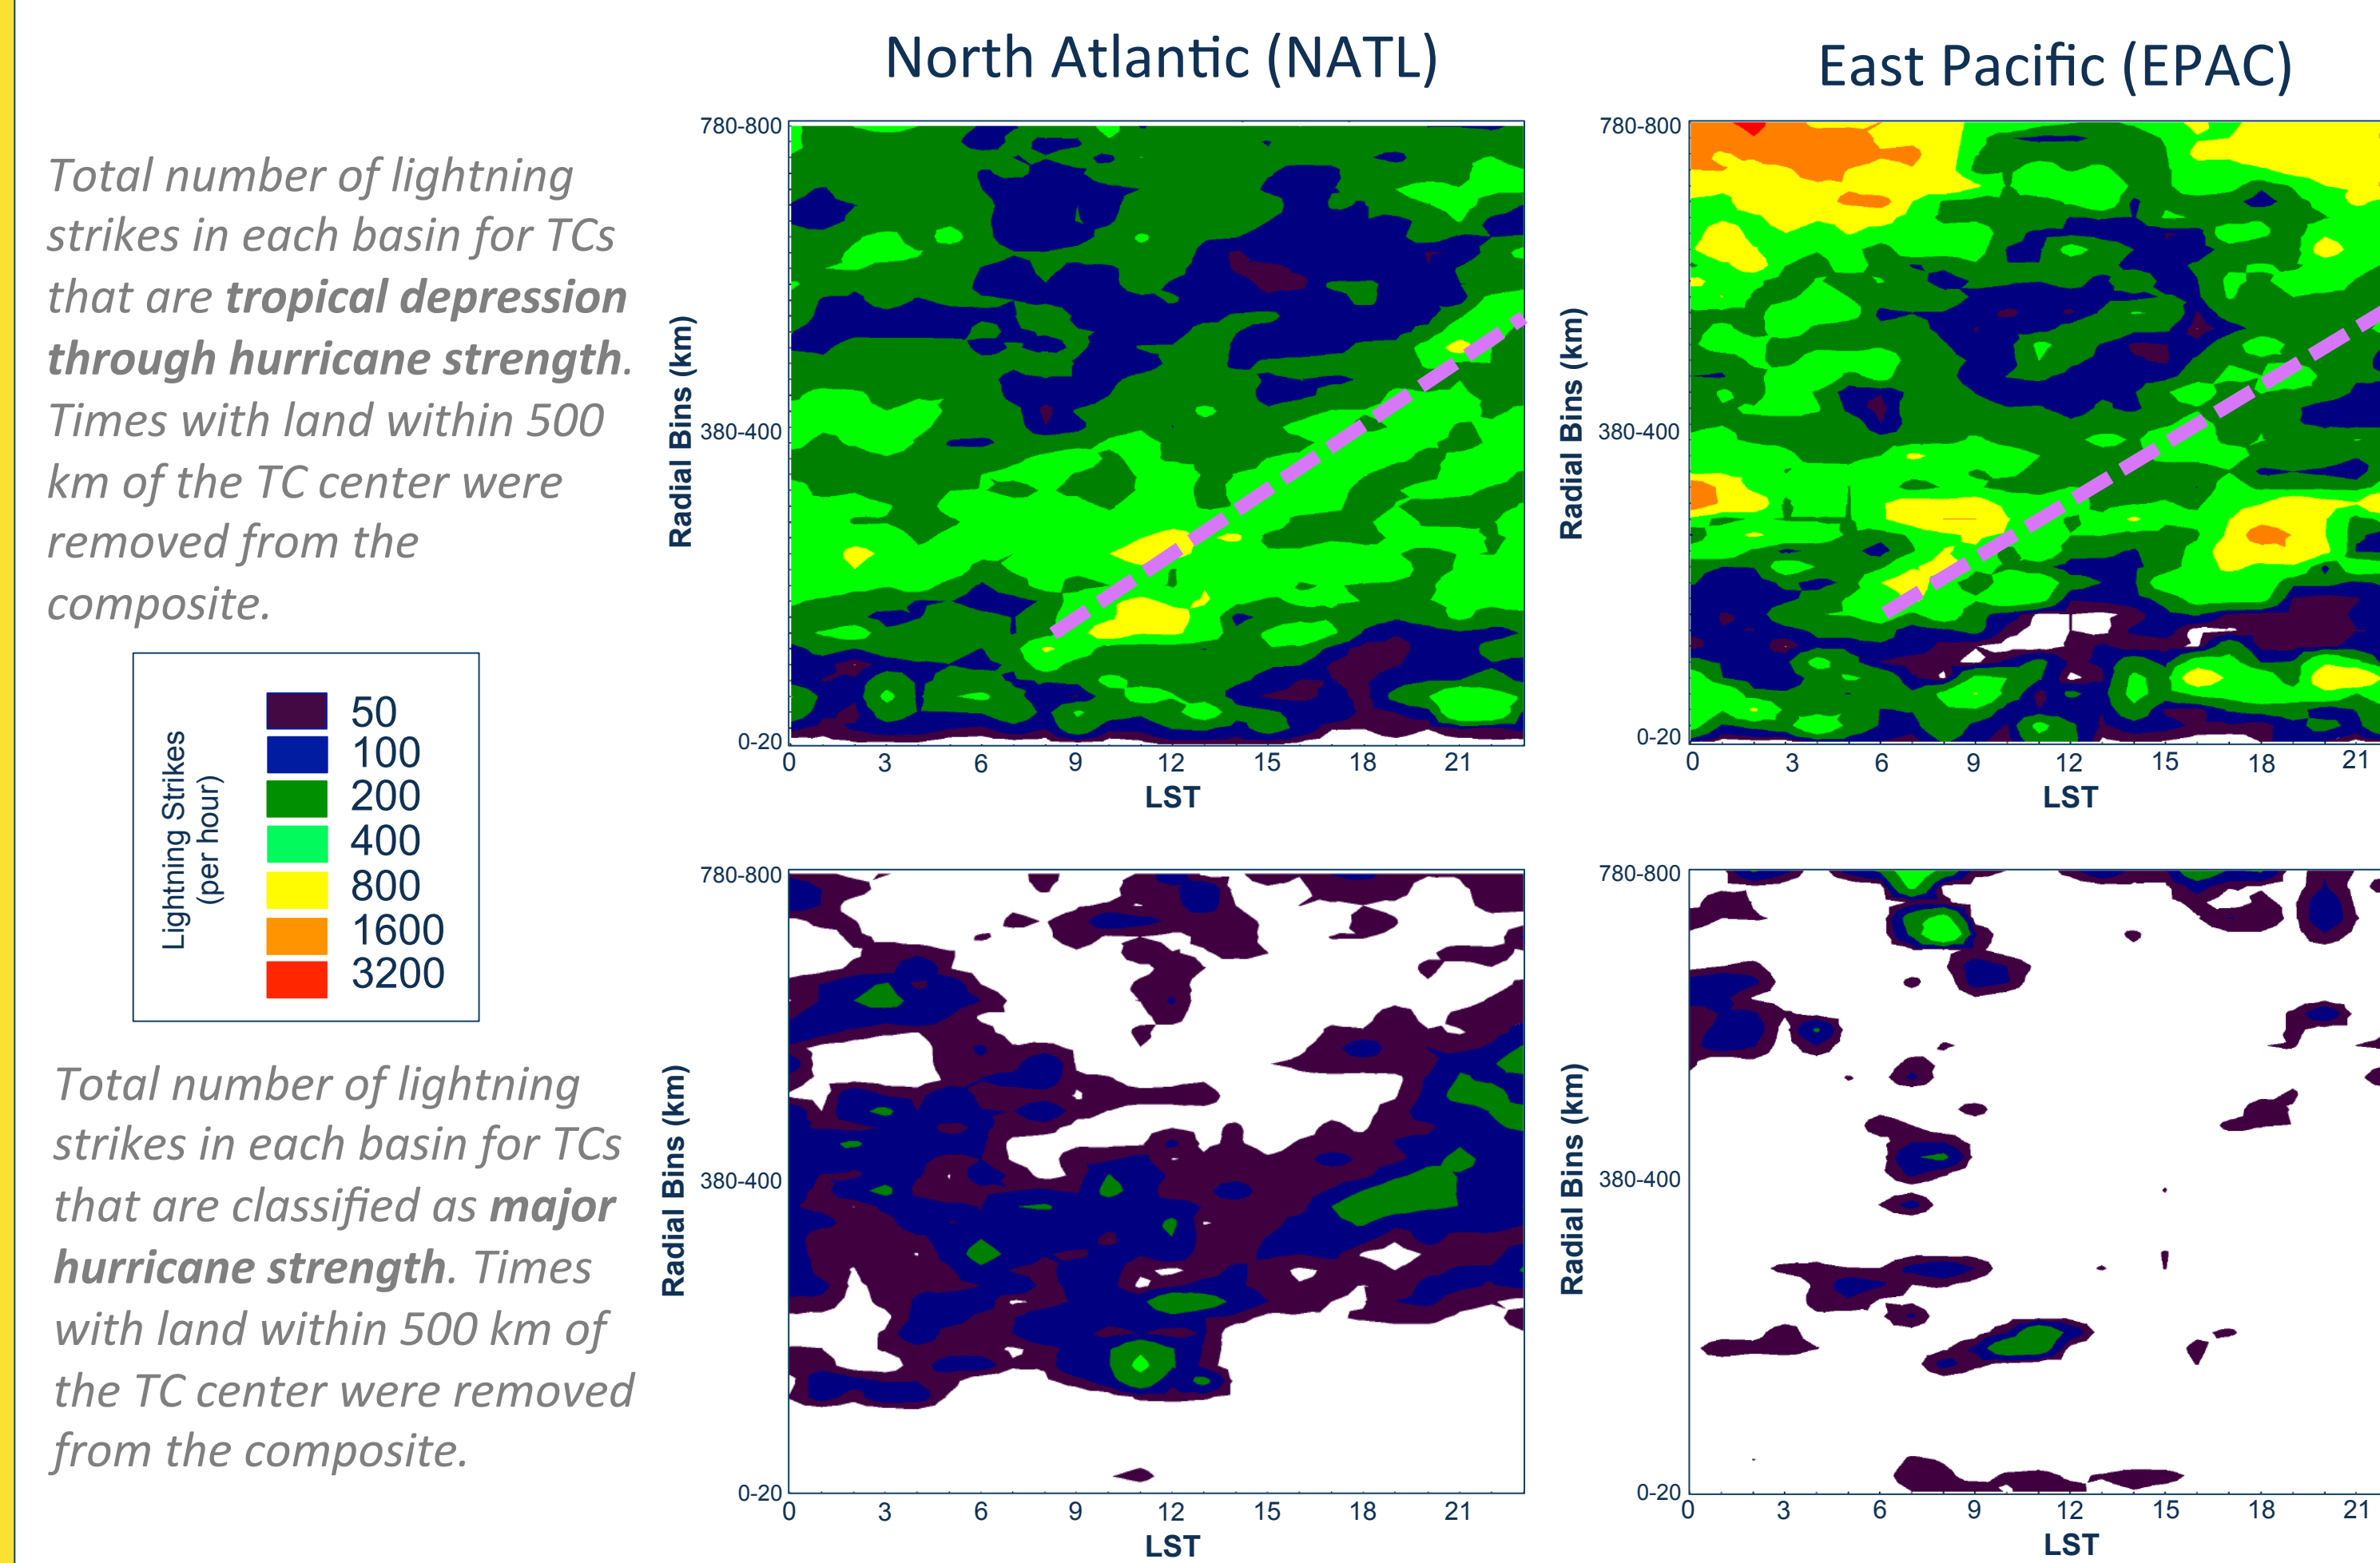 North Atlantic (NATL)
East Pacific (EPAC)
Total number of lightning
strikes in each basin for TCs
that are tropical depression
through hurricane strength.
Times with land within 500
km of the TC center were
removed from the
composite.
Lightning Strikes
(per hour)
50
100
200
400
800
1600
3200
Total number of lightning
strikes in each basin for TCs
that are classified as major
hurricane strength. Times
with land within 500 km of
the TC center were removed
from the composite.
780-800
380-400
0-20
Radial Bins (km)
0 3 6 9 12 15 18 21
LST
780-800
380-400
0-20
Radial Bins (km)
0 3 6 9 12 15 18 21
LST
780-800
380-400
0-20
Radial Bins (km)
0 3 6 9 12 15 18 21
LST
780-800
380-400
0-20
Radial Bins (km)
0 3 6 9 12 15 18 21
LST